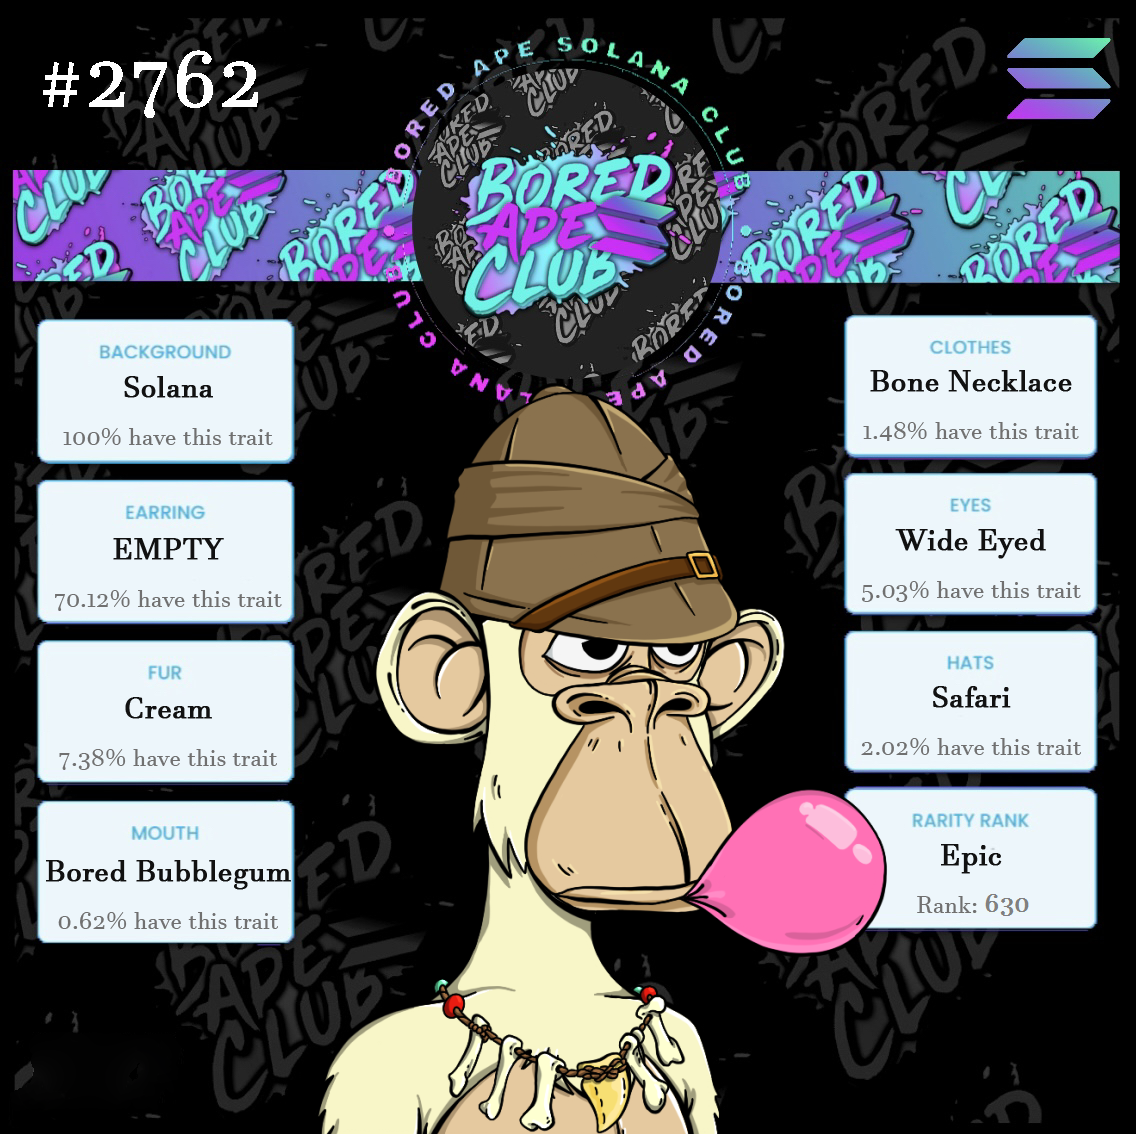 #2762
BORED APE SOLANA CLUB
BORED
APE
CLUB
BACKGROUND
Solana
100% have this trait
EARRING
EMPTY
70.12% have this trait
FUR
Cream
7.38% have this trait
MOUTH
Bored Bubblegum
0.62% have this trait
CLOTHES
Bone Necklace
1.48% have this trait
EYES
Wide Eyed
5.03% have this trait
HATS
Safari
2.02% have this trait
RARITY RANK
Epic
Rank: 630